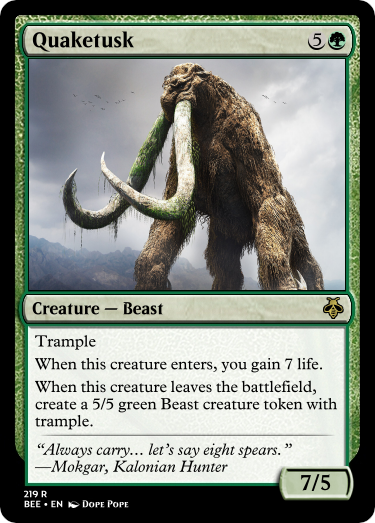 Quaketusk 5
Creature — Beast
Trample
When this creature enters, you gain 7 life.
When this creature leaves the battlefield,
create a 5/5 green Beast creature token with
trample.
“Always carry… let’s say eight spears.”
—Mokgar, Kalonian Hunter
7/5
219 R
BEE • EN Dope Pope